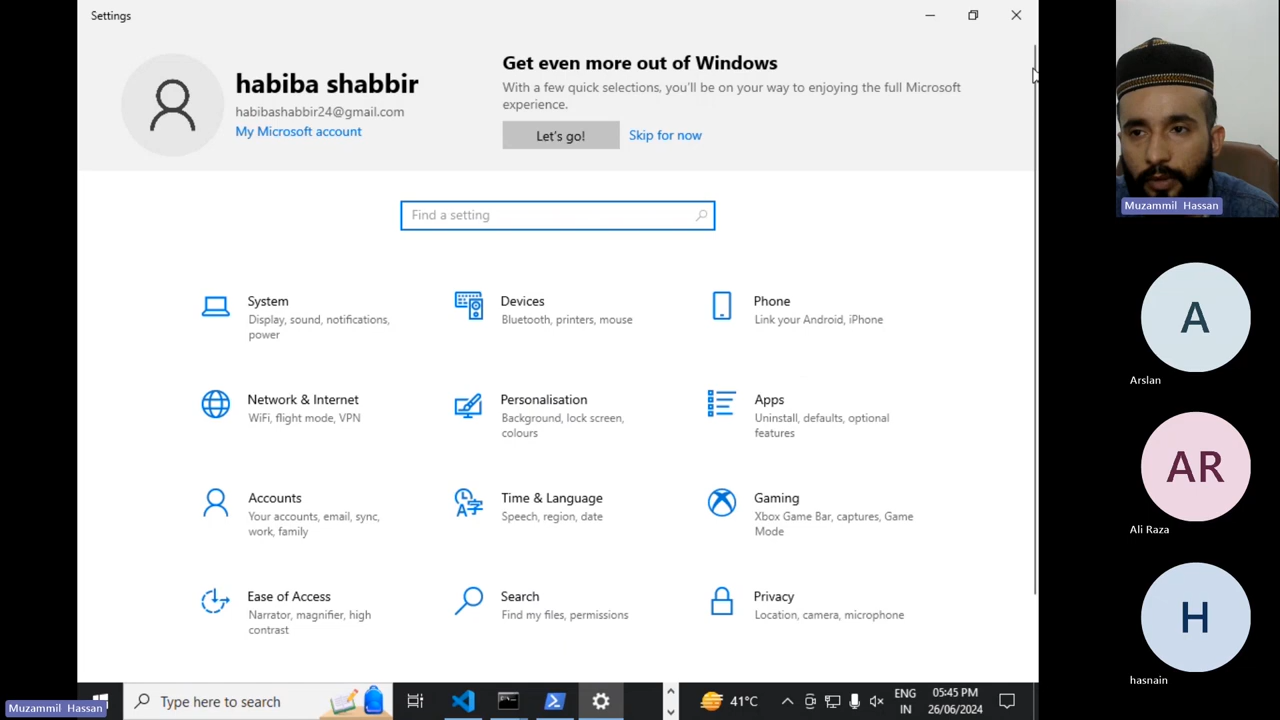 Settings
habiba shabbir
habibashabbir24@gmail.com
My Microsoft account
Get even more out of Windows
With a few quick selections, you'll be on your way to enjoying the full Microsoft
experience.
Let's go!
Skip for now
Find a setting
System
Display, sound, notifications,
power
Devices
Bluetooth, printers, mouse
Phone
Link your Android, iPhone
Network & Internet
WiFi, flight mode, VPN
Personalisation
Background, lock screen,
colours
Apps
Uninstall, defaults, optional
features
Accounts
Your accounts, email, sync,
work, family
Time & Language
Speech, region, date
Gaming
Xbox Game Bar, captures, Game
Mode
Ease of Access
Narrator, magnifier, high
contrast
Search
Find my files, permissions
Privacy
Location, camera, microphone
Muzammil Hassan
A
Arslan
AR
Ali Raza
H
hasnain
Muzammil Hassan
Type here to search
41°C
ENG
IN
05:45 PM
26/06/2024